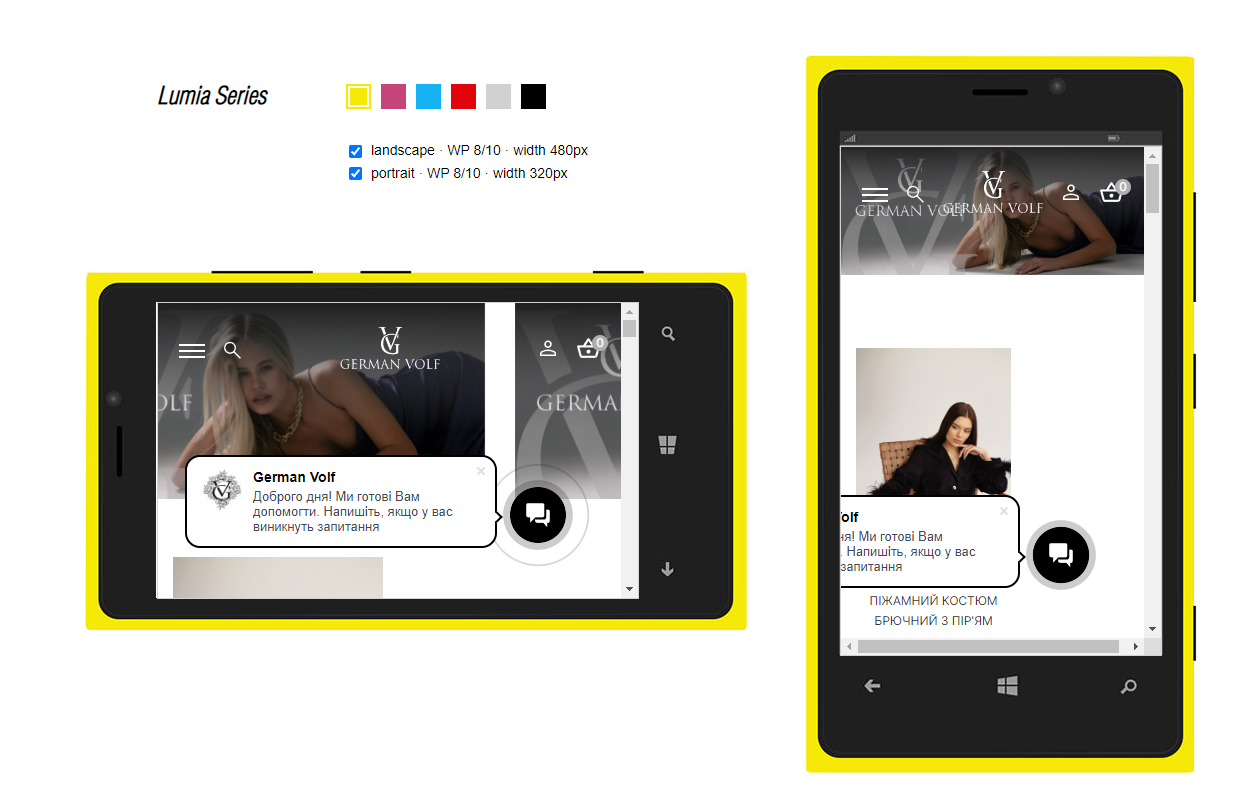 Lumia Series
landscape · WP 8/10 · width 480px
portrait · WP 8/10 · width 320px
GERMAN VOLF
0
OLF
GERMA
German Volf
×
Доброго дня! Ми готові Вам
допомогти. Напишіть, якщо у вас
виникнуть запитання
GERMAN VOLF
GERMAN VOLF
0
olf
×
ня! Ми готові Вам
. Напишіть, якщо у вас
запитання
ПІЖАМНИЙ КОСТЮМ
БРЮЧНИЙ З ПІР'ЯМ